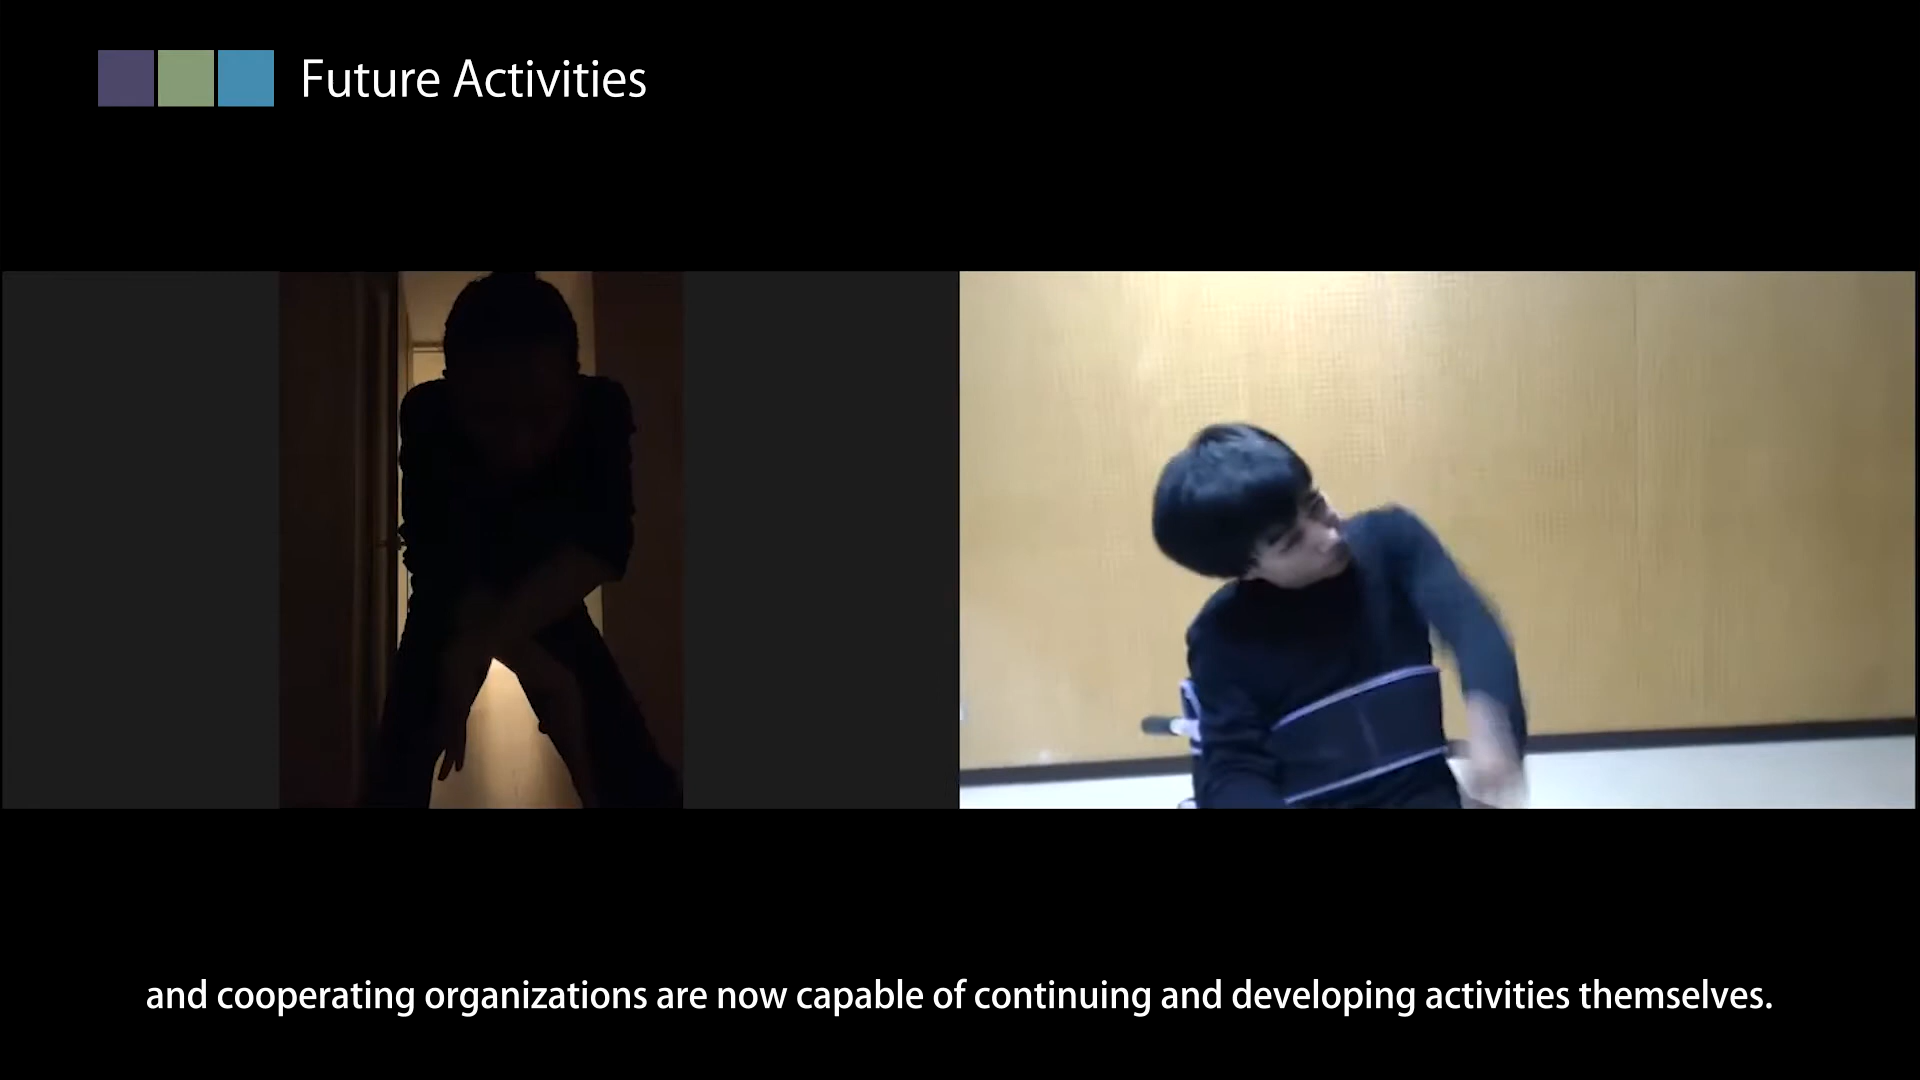 Future Activities
and cooperating organizations are now capable of continuing and developing activities themselves.